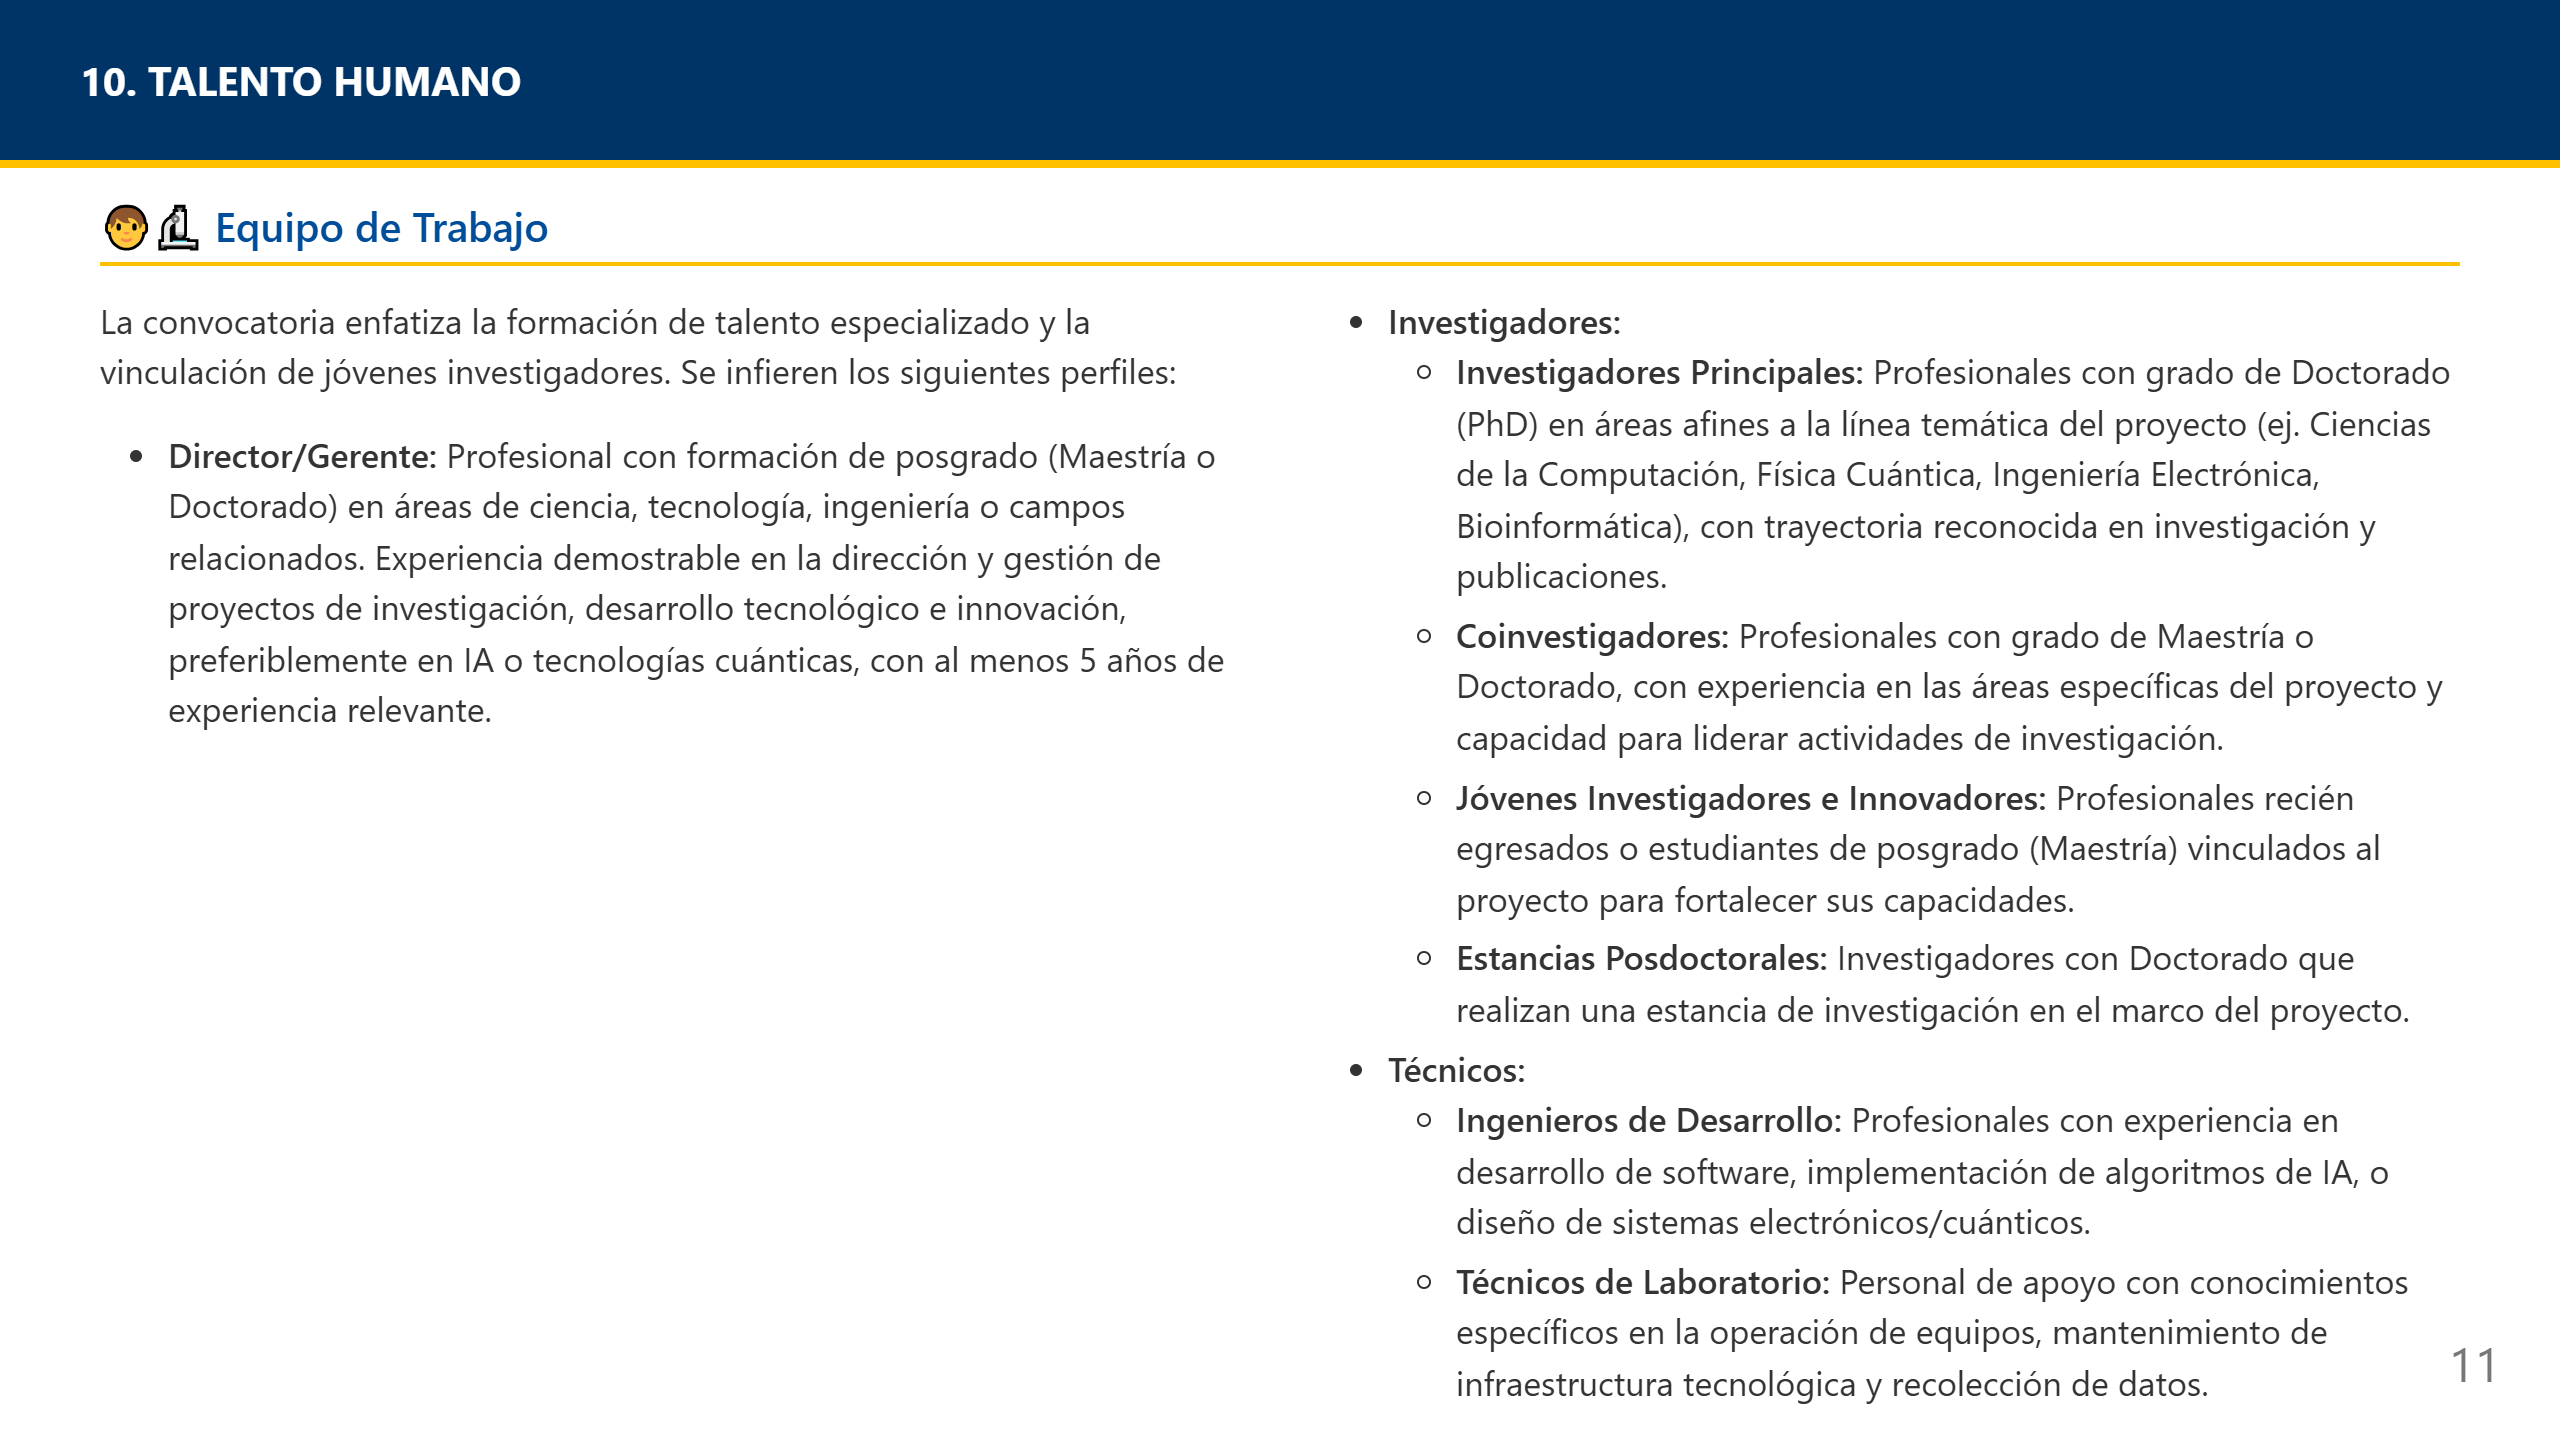 10. TALENTO HUMANO
Equipo de Trabajo
La convocatoria enfatiza la formación de talento especializado y la
vinculación de jóvenes investigadores. Se infieren los siguientes perfiles:
• Director/Gerente: Profesional con formación de posgrado (Maestría o
Doctorado) en áreas de ciencia, tecnología, ingeniería o campos
relacionados. Experiencia demostrable en la dirección y gestión de
proyectos de investigación, desarrollo tecnológico e innovación,
preferiblemente en IA o tecnologías cuánticas, con al menos 5 años de
experiencia relevante.
• Investigadores:
○ Investigadores Principales: Profesionales con grado de Doctorado
(PhD) en áreas afines a la línea temática del proyecto (ej. Ciencias
de la Computación, Física Cuántica, Ingeniería Electrónica,
Bioinformática), con trayectoria reconocida en investigación y
publicaciones.
○ Coinvestigadores: Profesionales con grado de Maestría o
Doctorado, con experiencia en las áreas específicas del proyecto y
capacidad para liderar actividades de investigación.
○ Jóvenes Investigadores e Innovadores: Profesionales recién
egresados o estudiantes de posgrado (Maestría) vinculados al
proyecto para fortalecer sus capacidades.
○ Estancias Posdoctorales: Investigadores con Doctorado que
realizan una estancia de investigación en el marco del proyecto.
• Técnicos:
○ Ingenieros de Desarrollo: Profesionales con experiencia en
desarrollo de software, implementación de algoritmos de IA, o
diseño de sistemas electrónicos/cuánticos.
○ Técnicos de Laboratorio: Personal de apoyo con conocimientos
específicos en la operación de equipos, mantenimiento de
infraestructura tecnológica y recolección de datos.
11